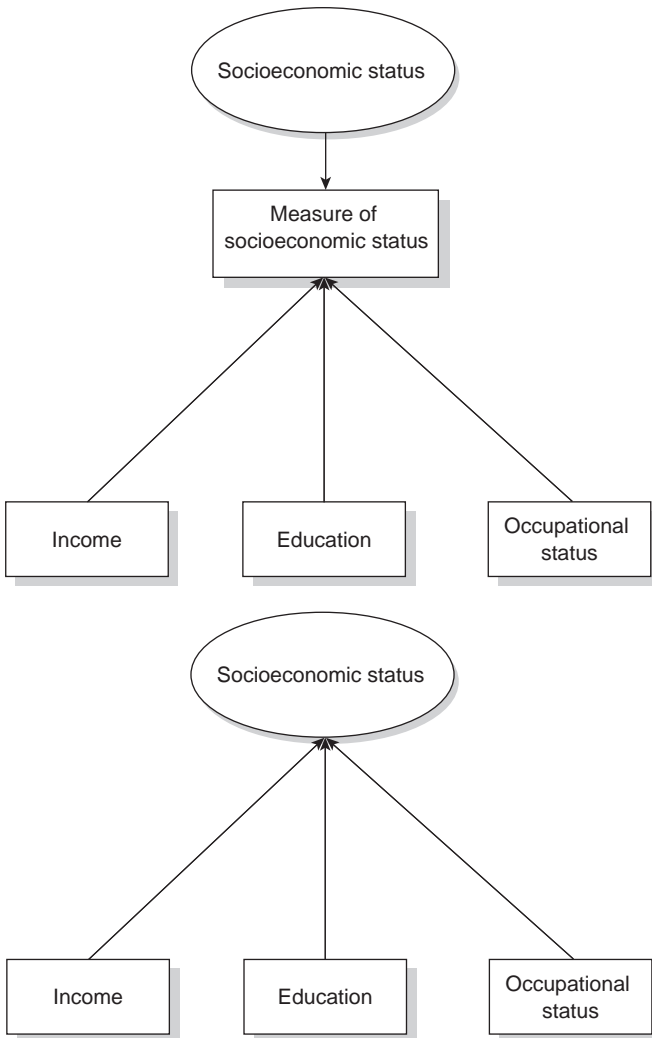 Socioeconomic status
Measure of
socioeconomic status
Income
Education
Occupational
status
Socioeconomic status
Income
Education
Occupational
status